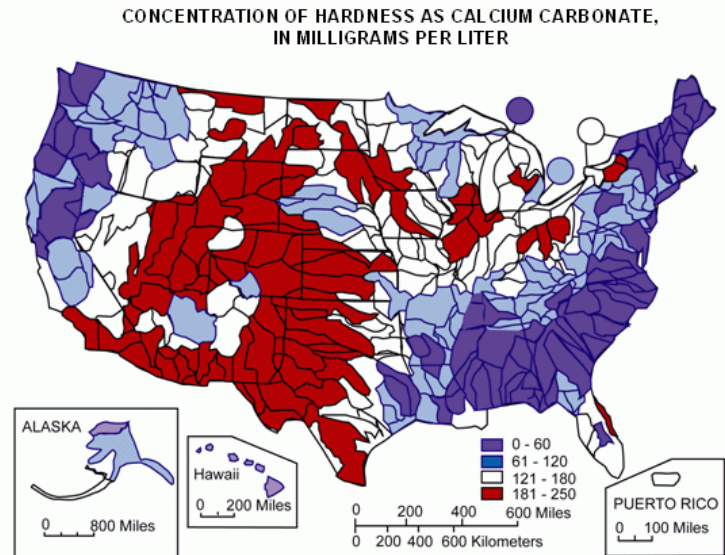 CONCENTRATION OF HARDNESS AS CALCIUM CARBONATE,
IN MILLIGRAMS PER LITER
ALASKA
0 800 Miles
Hawaii
0 200 Miles
0 - 60
61 - 120
121 - 180
181 - 250
0 200 400 600 Miles
0 200 400 600 Kilometers
PUERTO RICO
0 100 Miles